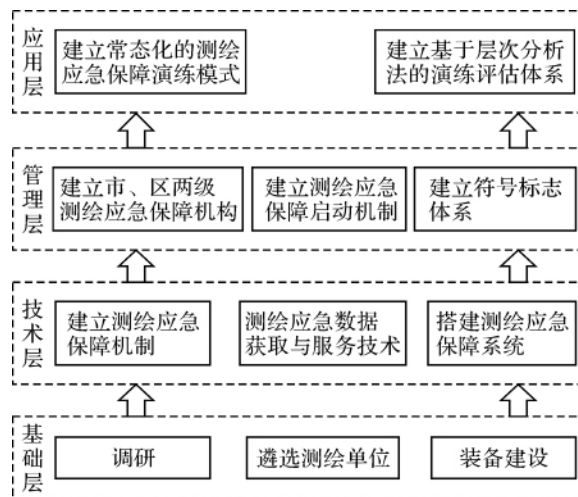 应用层
建立常态化的测绘
应急保障演练模式
建立基于层次分析
法的演练评估体系
管理层
建立市、区两级
测绘应急保障机构
建立测绘应急
保障启动机制
建立符号标志
体系
技术层
建立测绘应急
保障机制
测绘应急数据
获取与服务技术
搭建测绘应急
保障系统
基础层
调研
遴选测绘单位
装备建设